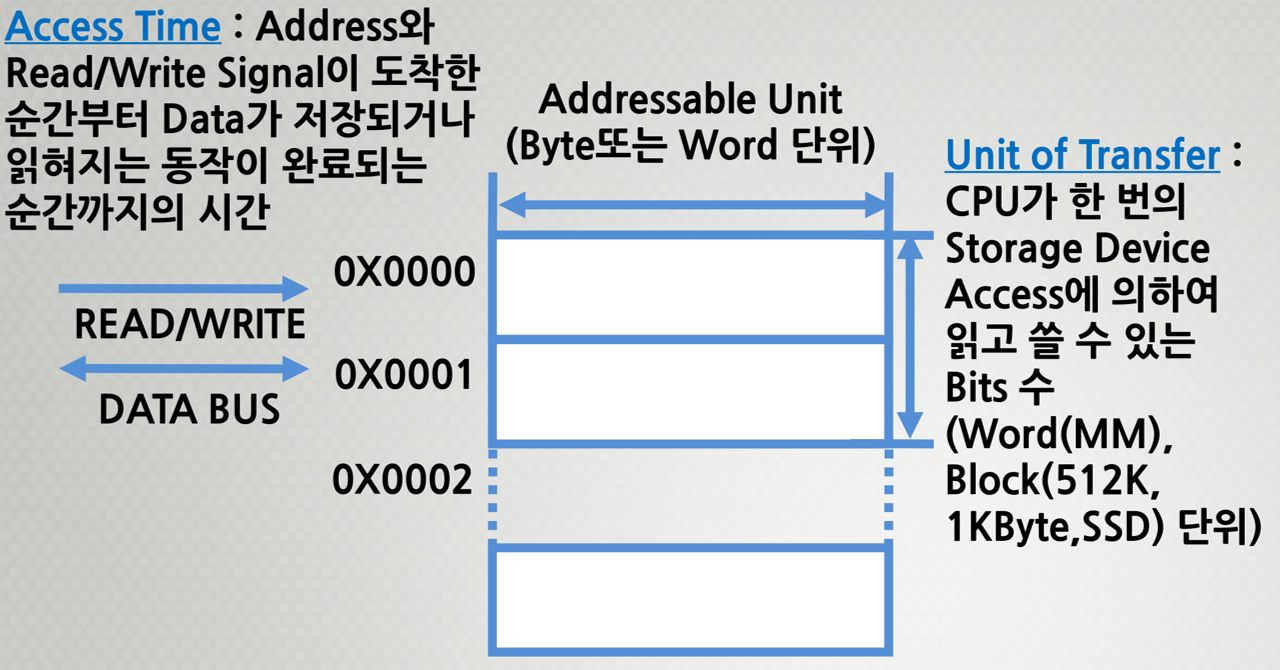 Access Time : Address와
Read/Write Signal이 도착한
순간부터 Data가 저장되거나
읽혀지는 동작이 완료되는
순간까지의 시간
Addressable Unit
(Byte또는 Word 단위)
0X0000
READ/WRITE
0X0001
DATA BUS
0X0002
Unit of Transfer :
CPU가 한 번의
Storage Device
Access에 의하여
읽고 쓸 수 있는
Bits 수
(Word(MM),
Block(512K,
1KByte,SSD) 단위)